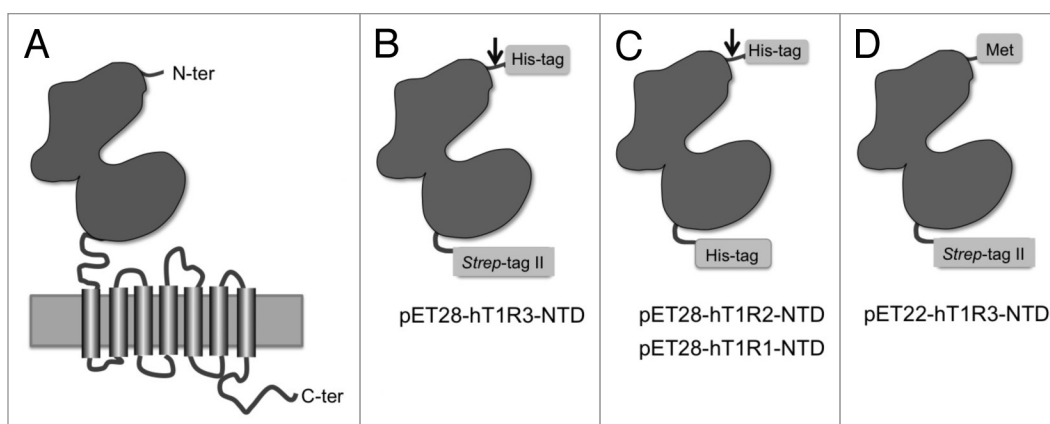 A
N-ter
C-ter
B
His-tag
Strep-tag II
pET28-hT1R3-NTD
C
His-tag
His-tag
pET28-hT1R2-NTD
pET28-hT1R1-NTD
D
Met
Strep-tag II
pET22-hT1R3-NTD